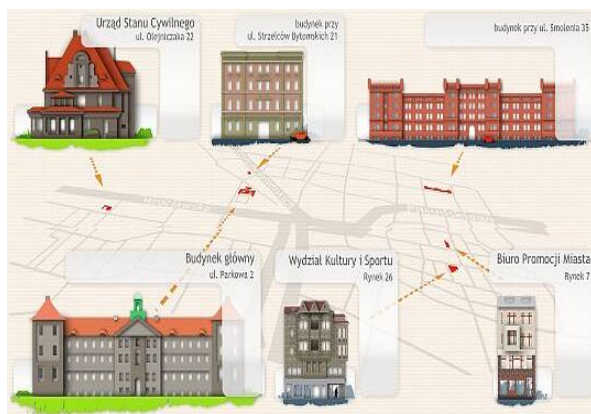 Urząd Stanu Cywilnego
ul. Olejniczaka 22
budynek przy
ul. Strzelców Bytomskich 21
budynek przy ul. Smolenia 35
Wrocławska
Budynek główny
ul. Parkowa 2
Wydział Kultury i Sportu
Rynek 26
Biuro Promocji Miasta
Rynek 7